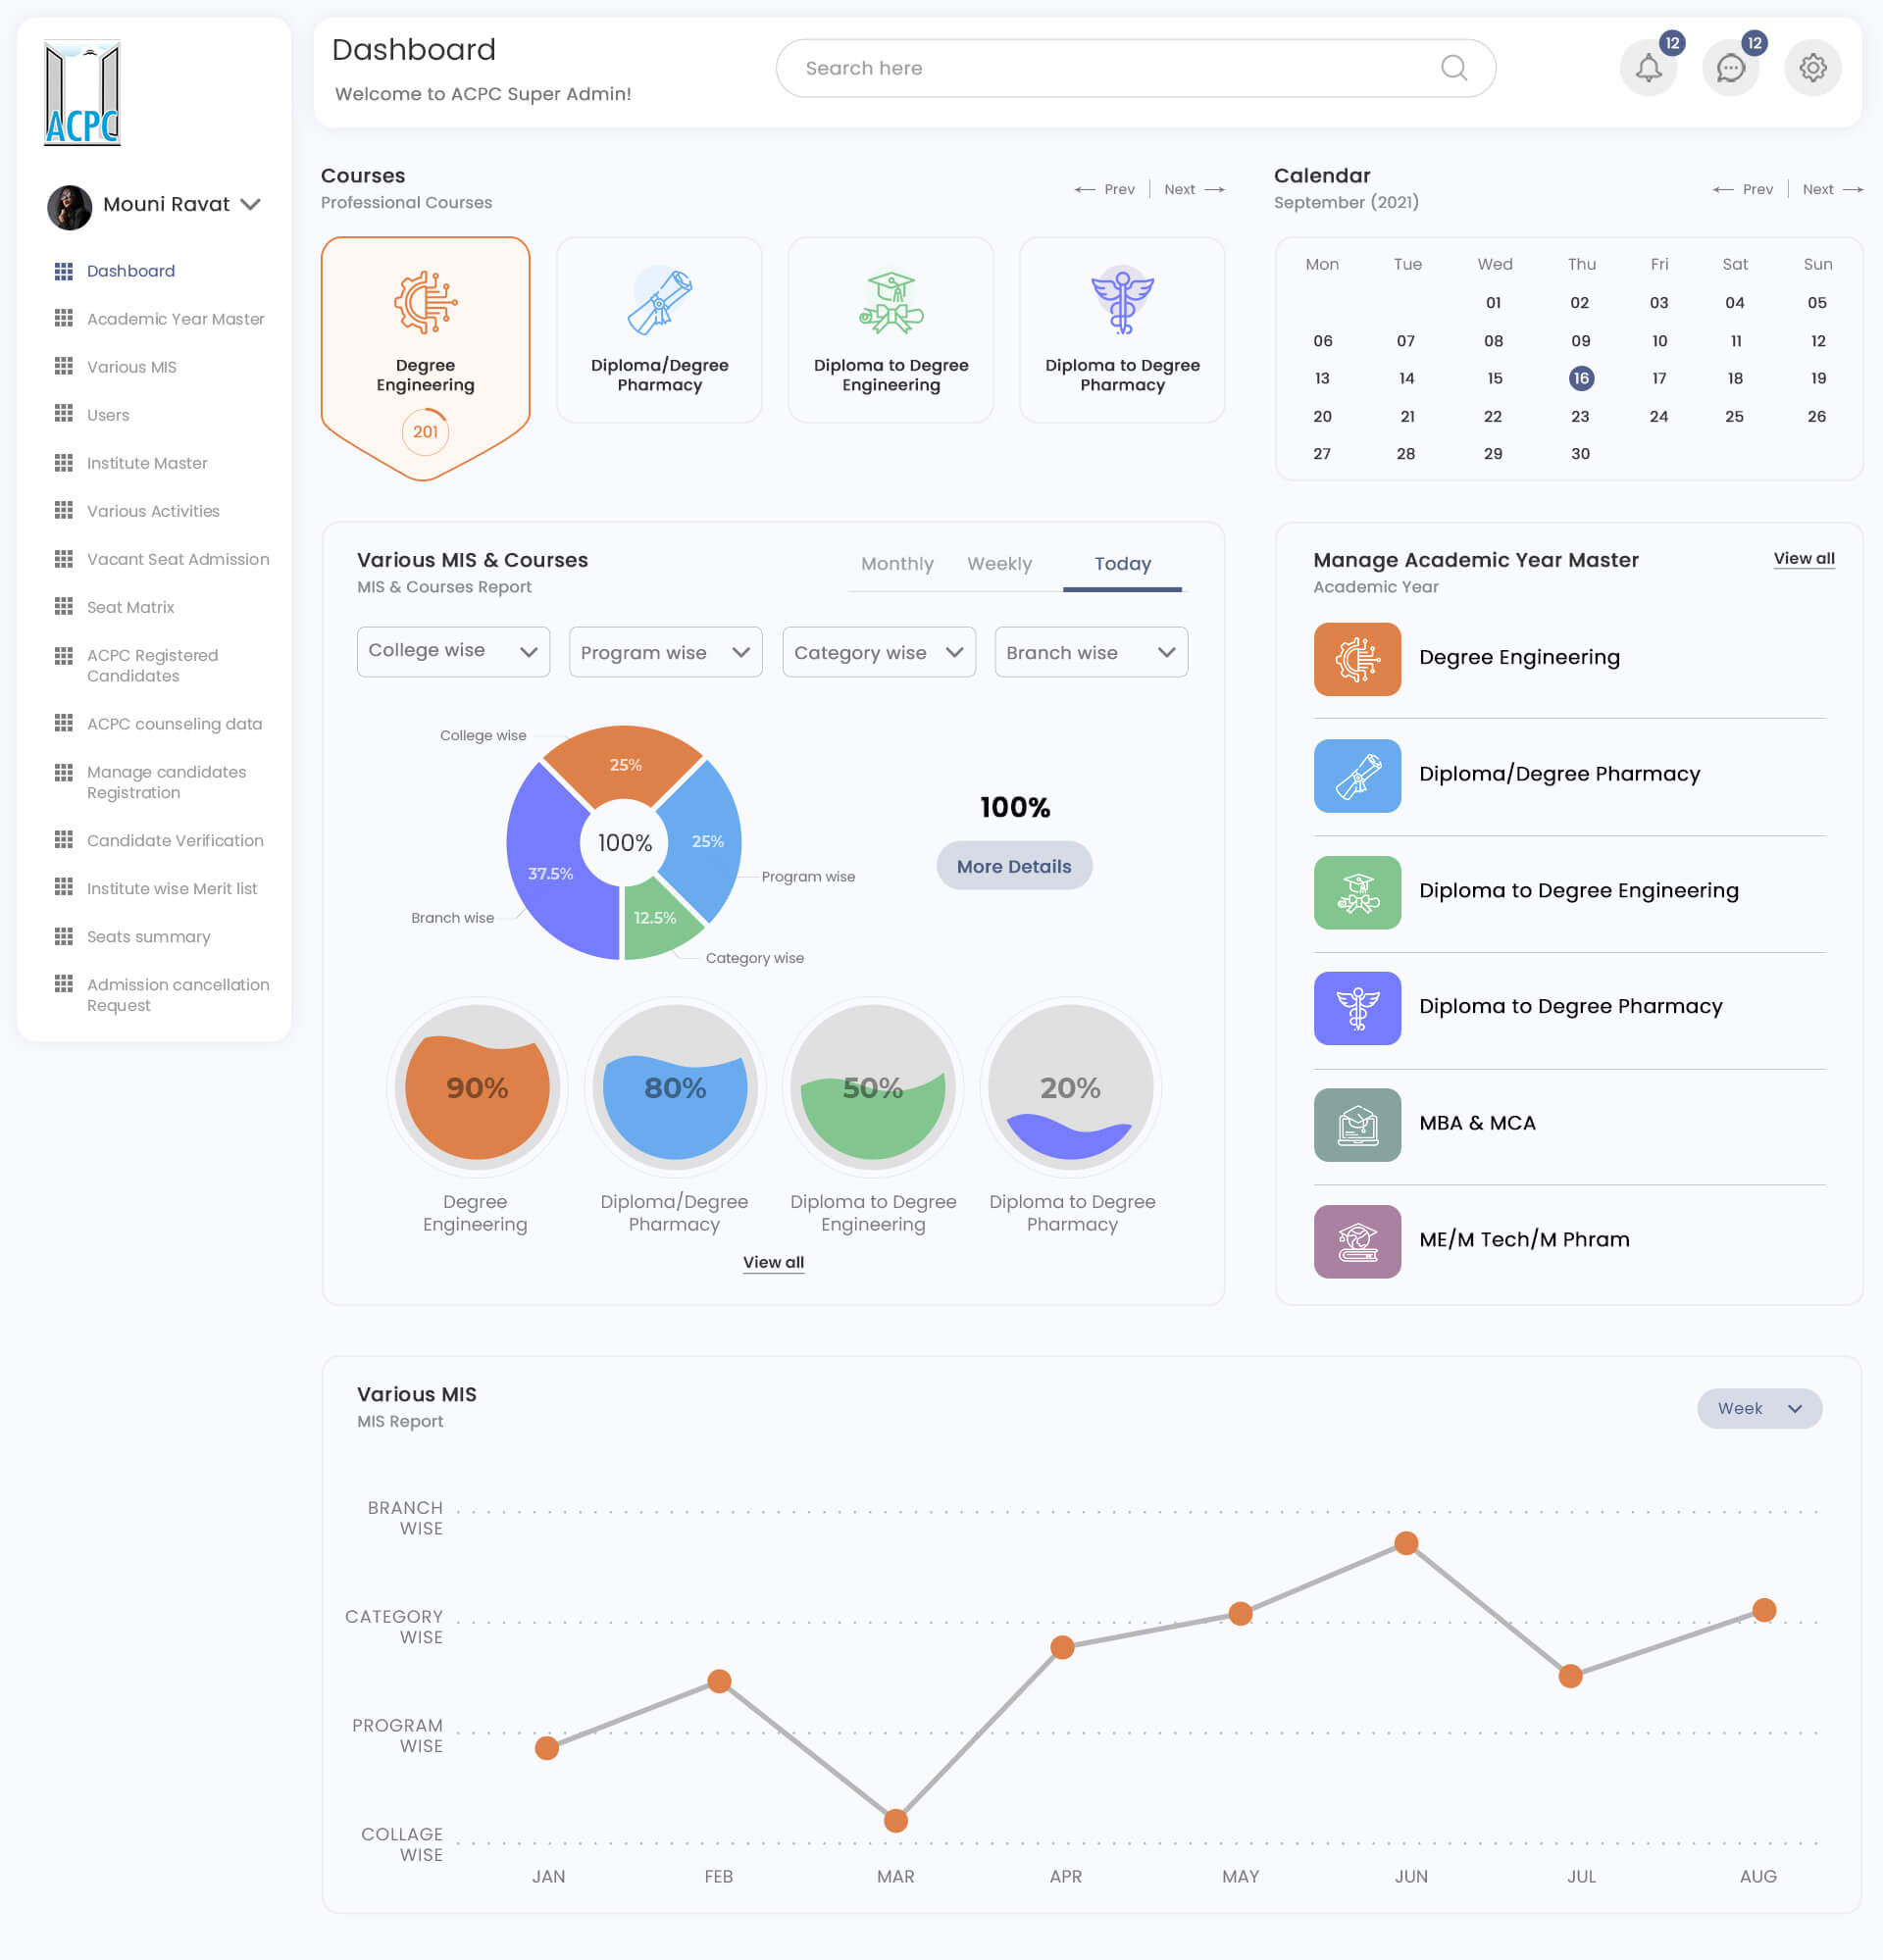 ACPC
Mouni Ravat
Dashboard
Academic Year Master
Various MIS
Users
Institute Master
Various Activities
Vacant Seat Admission
Seat Matrix
ACPC Registered
Candidates
ACPC counseling data
Manage candidates
Registration
Candidate Verification
Institute wise Merit list
Seats summary
Admission cancellation
Request
Dashboard
Welcome to ACPC Super Admin!
Search here
12
12
Courses
Professional Courses
Prev
Next
Degree
Engineering
201
Diploma/Degree
Pharmacy
Diploma to Degree
Engineering
Diploma to Degree
Pharmacy
Calendar
September (2021)
Prev
Next
Mon Tue Wed Thu Fri Sat Sun
01 02 03 04 05
06 07 08 09 10 11 12
13 14 15 16 17 18 19
20 21 22 23 24 25 26
27 28 29 30
Various MIS & Courses
MIS & Courses Report
Monthly Weekly Today
College wise
Program wise
Category wise
Branch wise
College wise
25%
100%
25%
37.5%
Program wise
Branch wise
12.5%
Category wise
100%
More Details
90%
80%
50%
20%
Degree
Engineering
Diploma/Degree
Pharmacy
Diploma to Degree
Engineering
Diploma to Degree
Pharmacy
View all
Manage Academic Year Master
Academic Year
View all
Degree Engineering
Diploma/Degree Pharmacy
Diploma to Degree Engineering
Diploma to Degree Pharmacy
MBA & MCA
ME/M Tech/M Phram
Various MIS
MIS Report
Week
BRANCH
WISE
CATEGORY
WISE
PROGRAM
WISE
COLLAGE
WISE
JAN FEB MAR APR MAY JUN JUL AUG